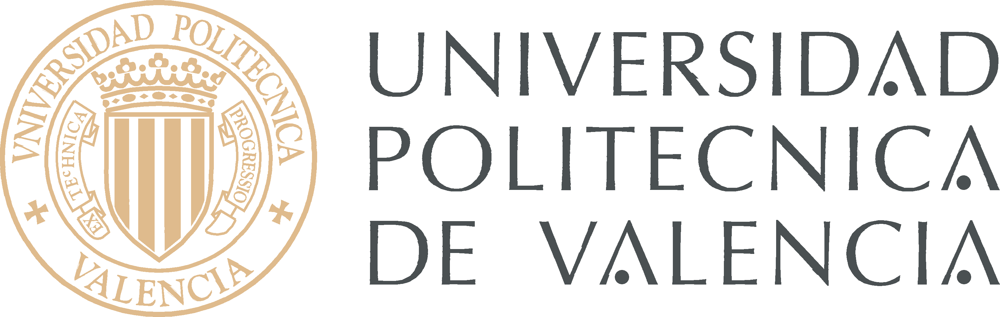 VNIVERSIDAD POLITECNICA
VALENCIA
EX TEcHNICA
PROGRESSIO
UNIVERSIDAD
POLITECNICA
DE VALENCIA